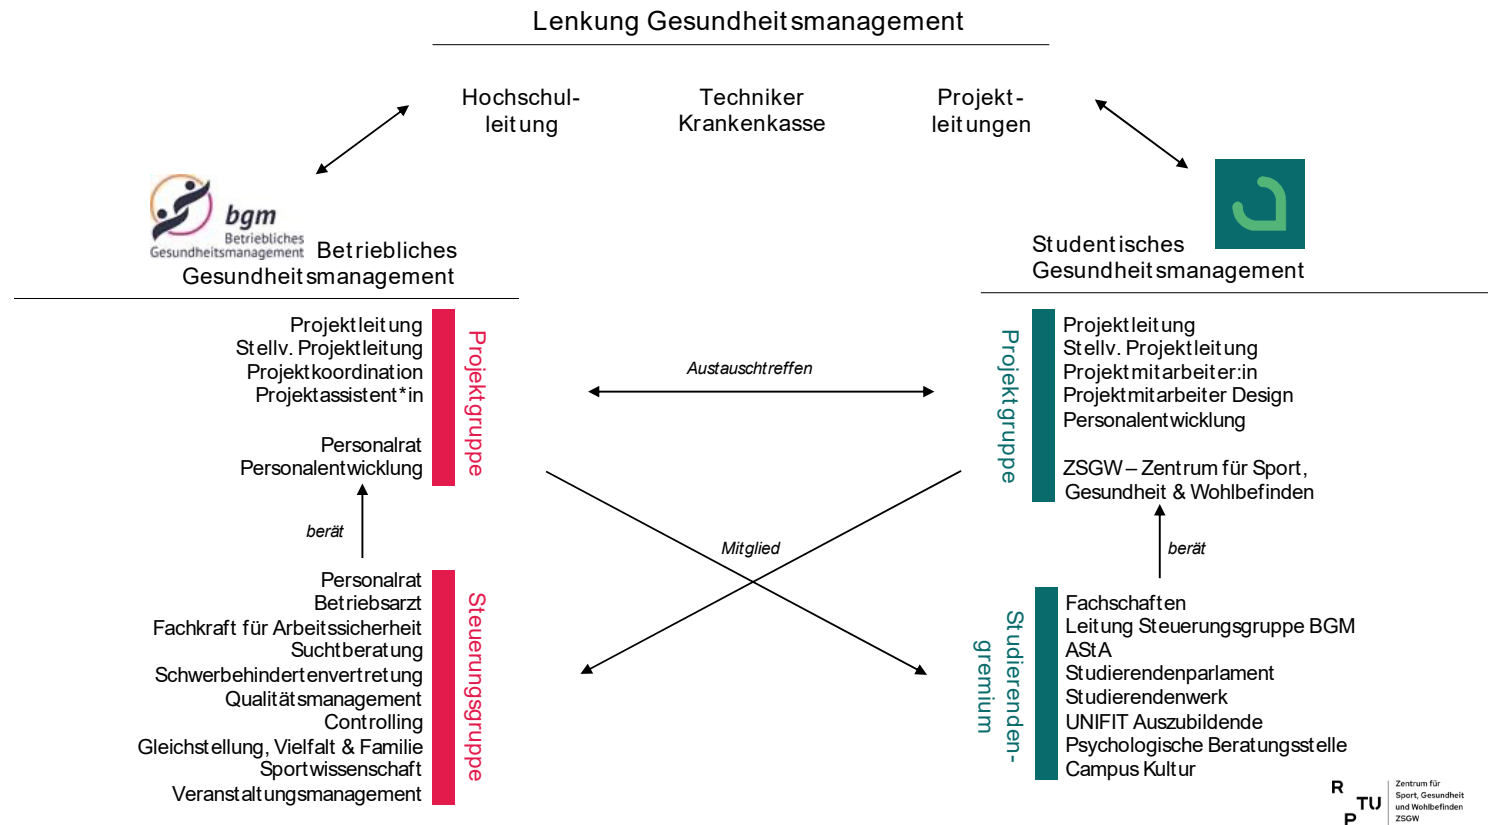 Lenkung Gesundheitsmanagement
Hochschul-
leitung
Techniker
Krankenkasse
Projekt-
leitungen
bgm
Betriebliches
Gesundheitsmanagement
Betriebliches
Gesundheitsmanagement
Studentisches
Gesundheitsmanagement
Projektleitung
Stellv. Projektleitung
Projektkoordination
Projektassistent*in
Personalrat
Personalentwicklung
Projektgruppe
Austauschtreffen
Projektgruppe
Projektleitung
Stellv. Projektleitung
Projektmitarbeiter:in
Projektmitarbeiter Design
Personalentwicklung
ZSGW – Zentrum für Sport,
Gesundheit & Wohlbefinden
berät
Mitglied
berät
Personalrat
Betriebsarzt
Fachkraft für Arbeitssicherheit
Suchtberatung
Schwerbehindertenvertretung
Qualitätsmanagement
Controlling
Gleichstellung, Vielfalt & Familie
Sportwissenschaft
Veranstaltungsmanagement
Steuerungsgruppe
Studierenden-
gremium
Fachschaften
Leitung Steuerungsgruppe BGM
AStA
Studierendenparlament
Studierendenwerk
UNIFIT Auszubildende
Psychologische Beratungsstelle
Campus Kultur
R
TU
P
Zentrum für
Sport, Gesundheit
und Wohlbefinden
ZSGW